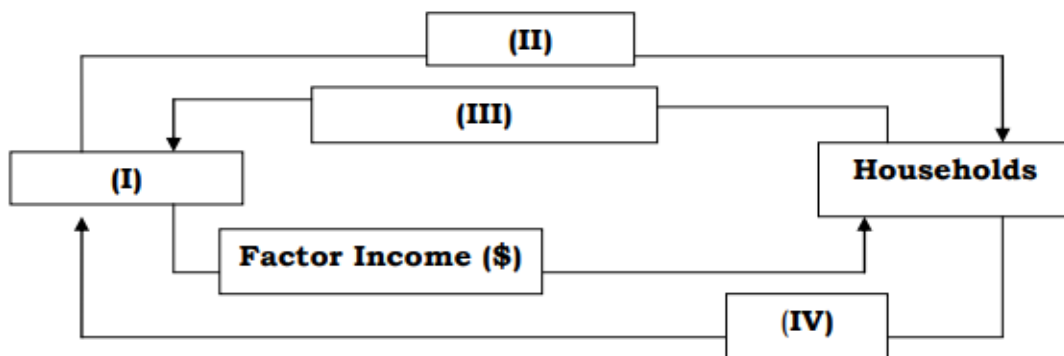 (II)
(III)
(I)
Households
Factor Income ($)
(IV)